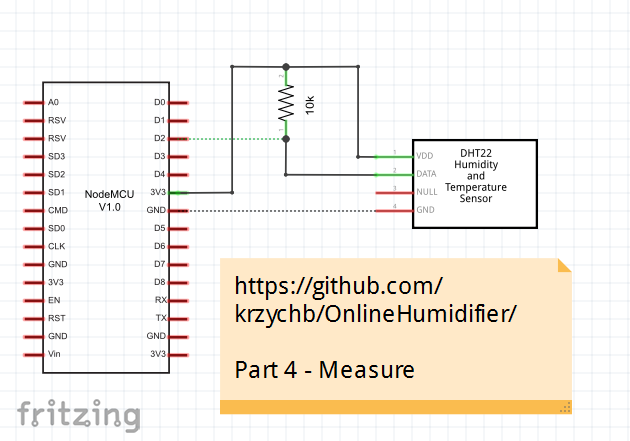 A0
RSV
RSV
SD3
SD2
SD1
CMD
SD0
CLK
GND
3V3
EN
RST
GND
Vin
NodeMCU
V1.0
D0
D1
D2
D3
D4
3V3
GND
D5
D6
D7
D8
RX
TX
GND
3V3
2
10k
1
1
2
3
4
VDD
DATA
NULL
GND
DHT22
Humidity
and
Temperature
Sensor
https://github.com/
krzychb/OnlineHumidifier/
Part 4 - Measure
fritzing